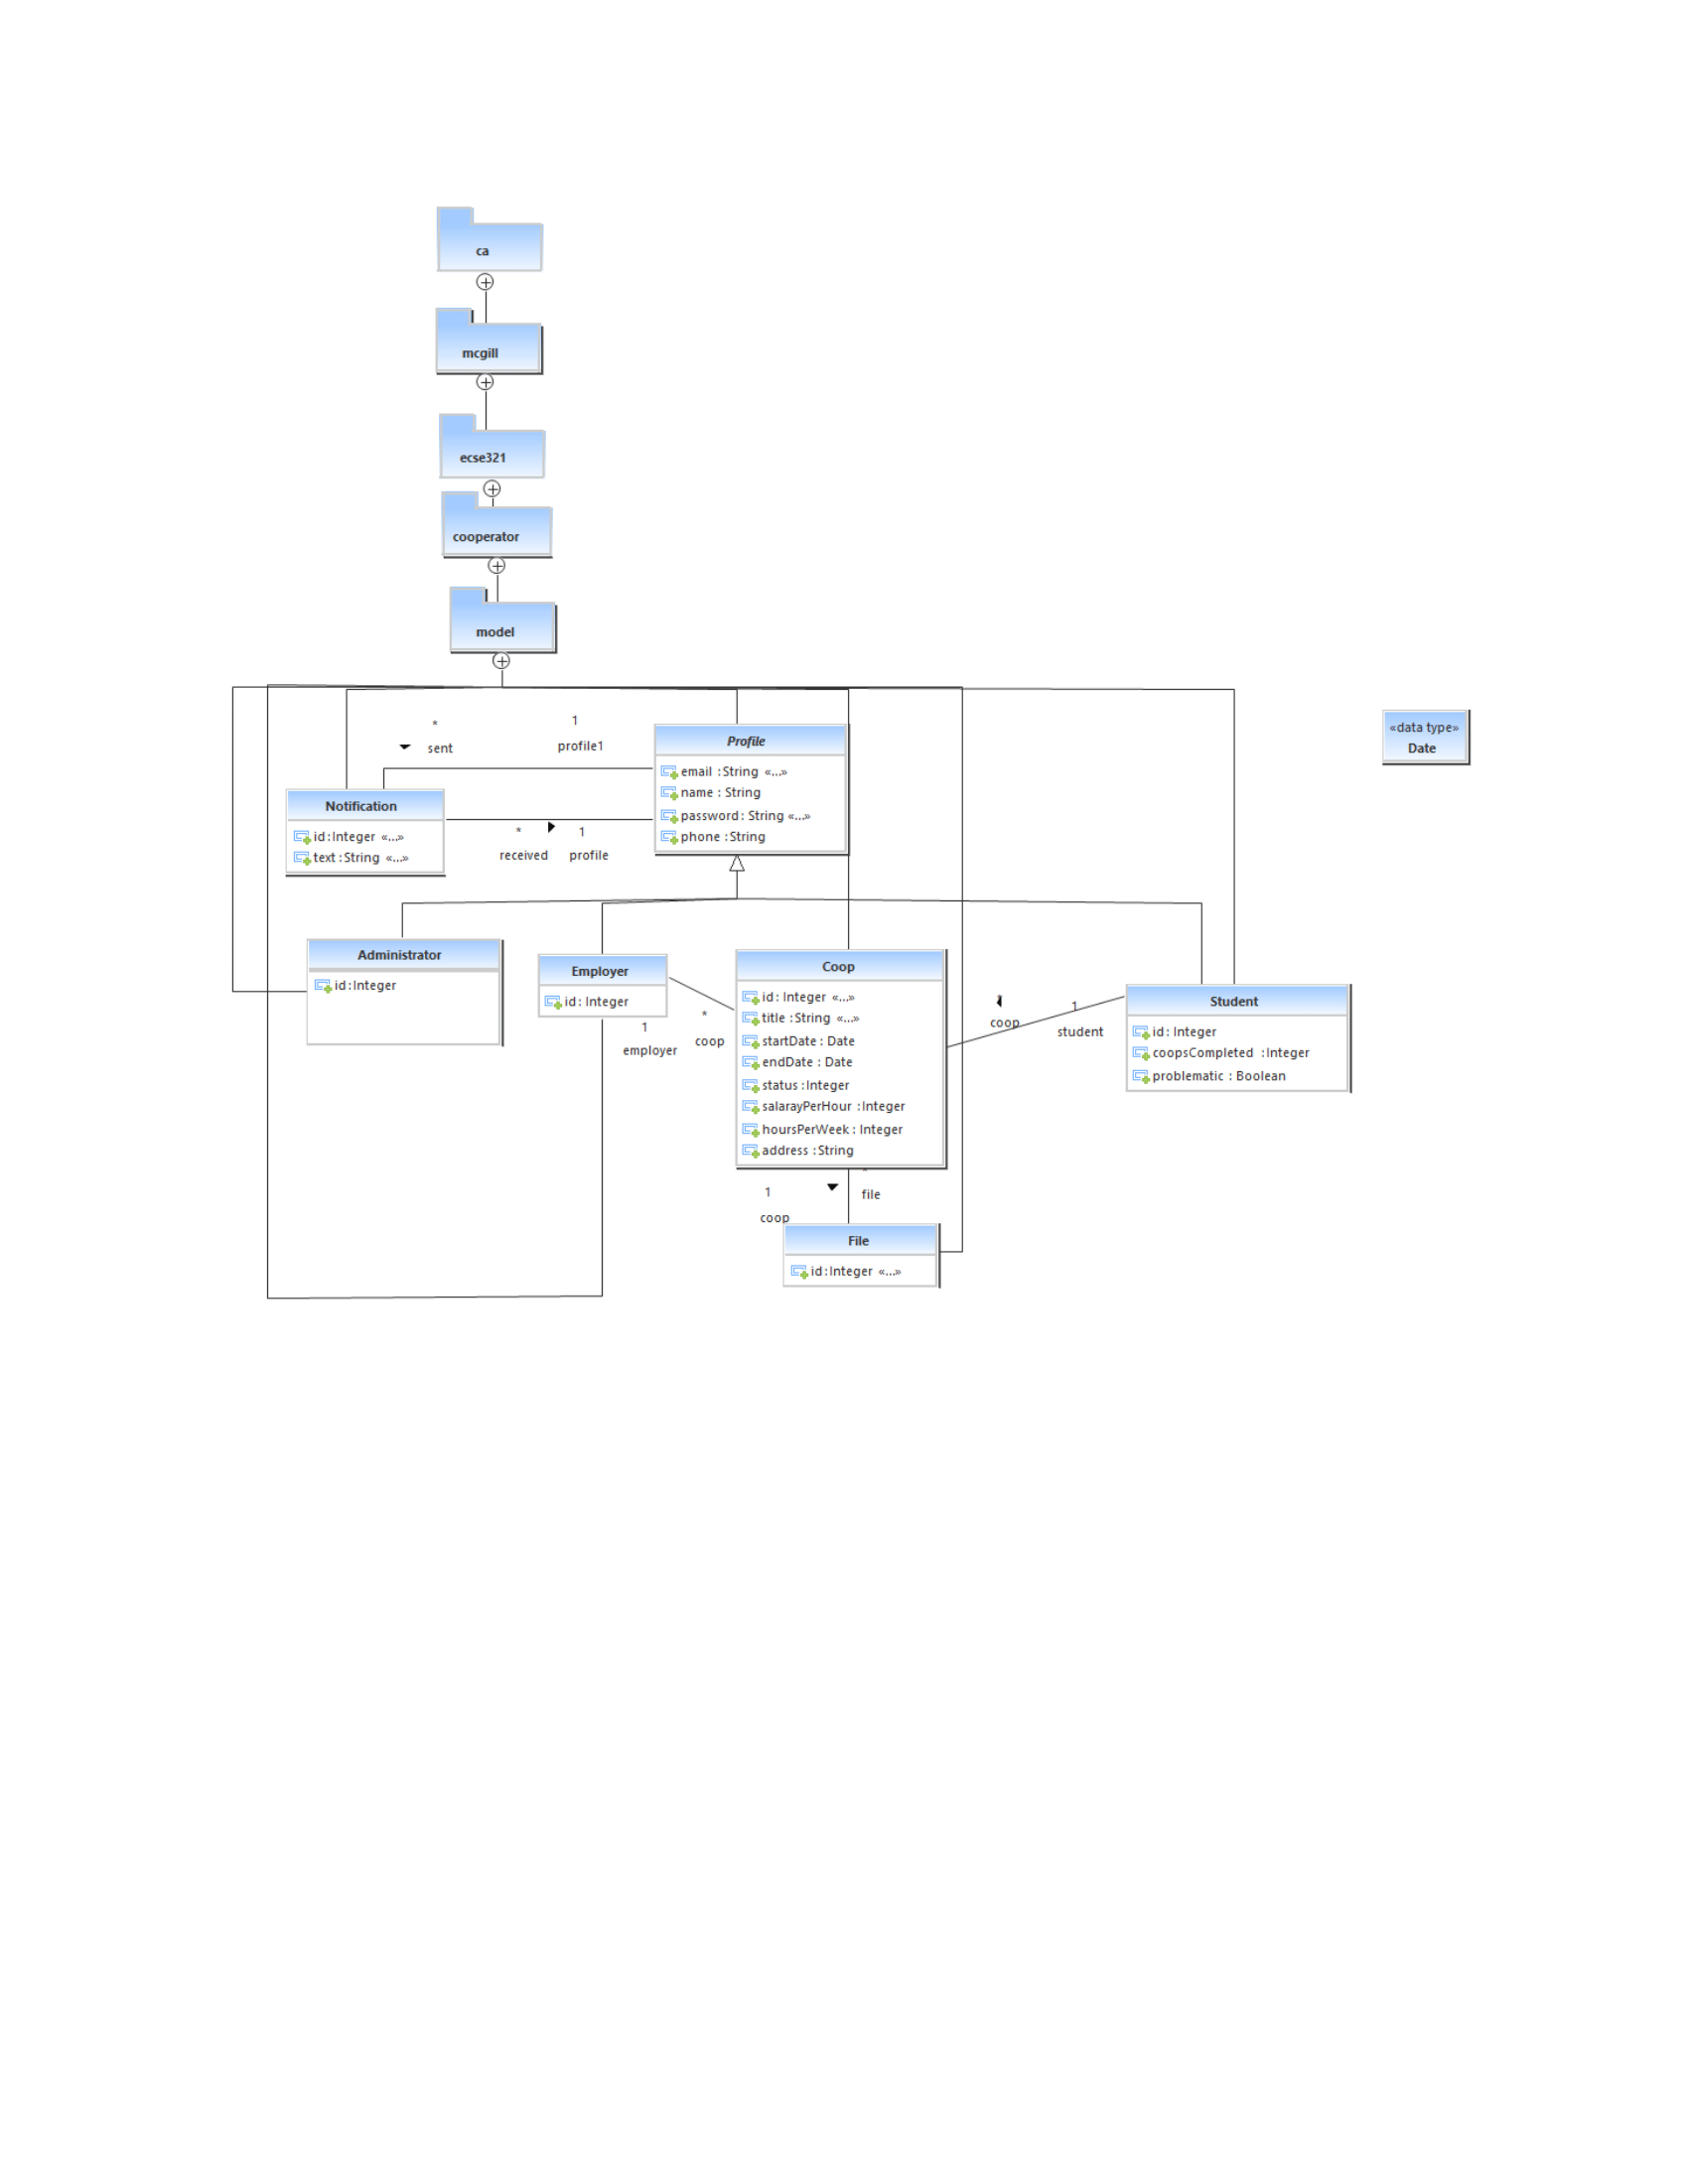 ca
mcgill
ecse321
cooperator
model
* 1
sent profile1
Profile
email :String «...»
name : String
password: String «...»
phone :String
«data type»
Date
Notification
id:Integer «...»
text :String «...»
* 1
received profile
Administrator
id:Integer
Employer
id: Integer
1
employer
*
coop
Coop
id: Integer «...»
title :String «...»
startDate : Date
endDate : Date
status :Integer
salarayPerHour :Integer
hoursPerWeek : Integer
address :String
coop
1
student
Student
id: Integer
coopsCompleted :Integer
problematic : Boolean
1
coop
*
file
File
id:Integer «...»